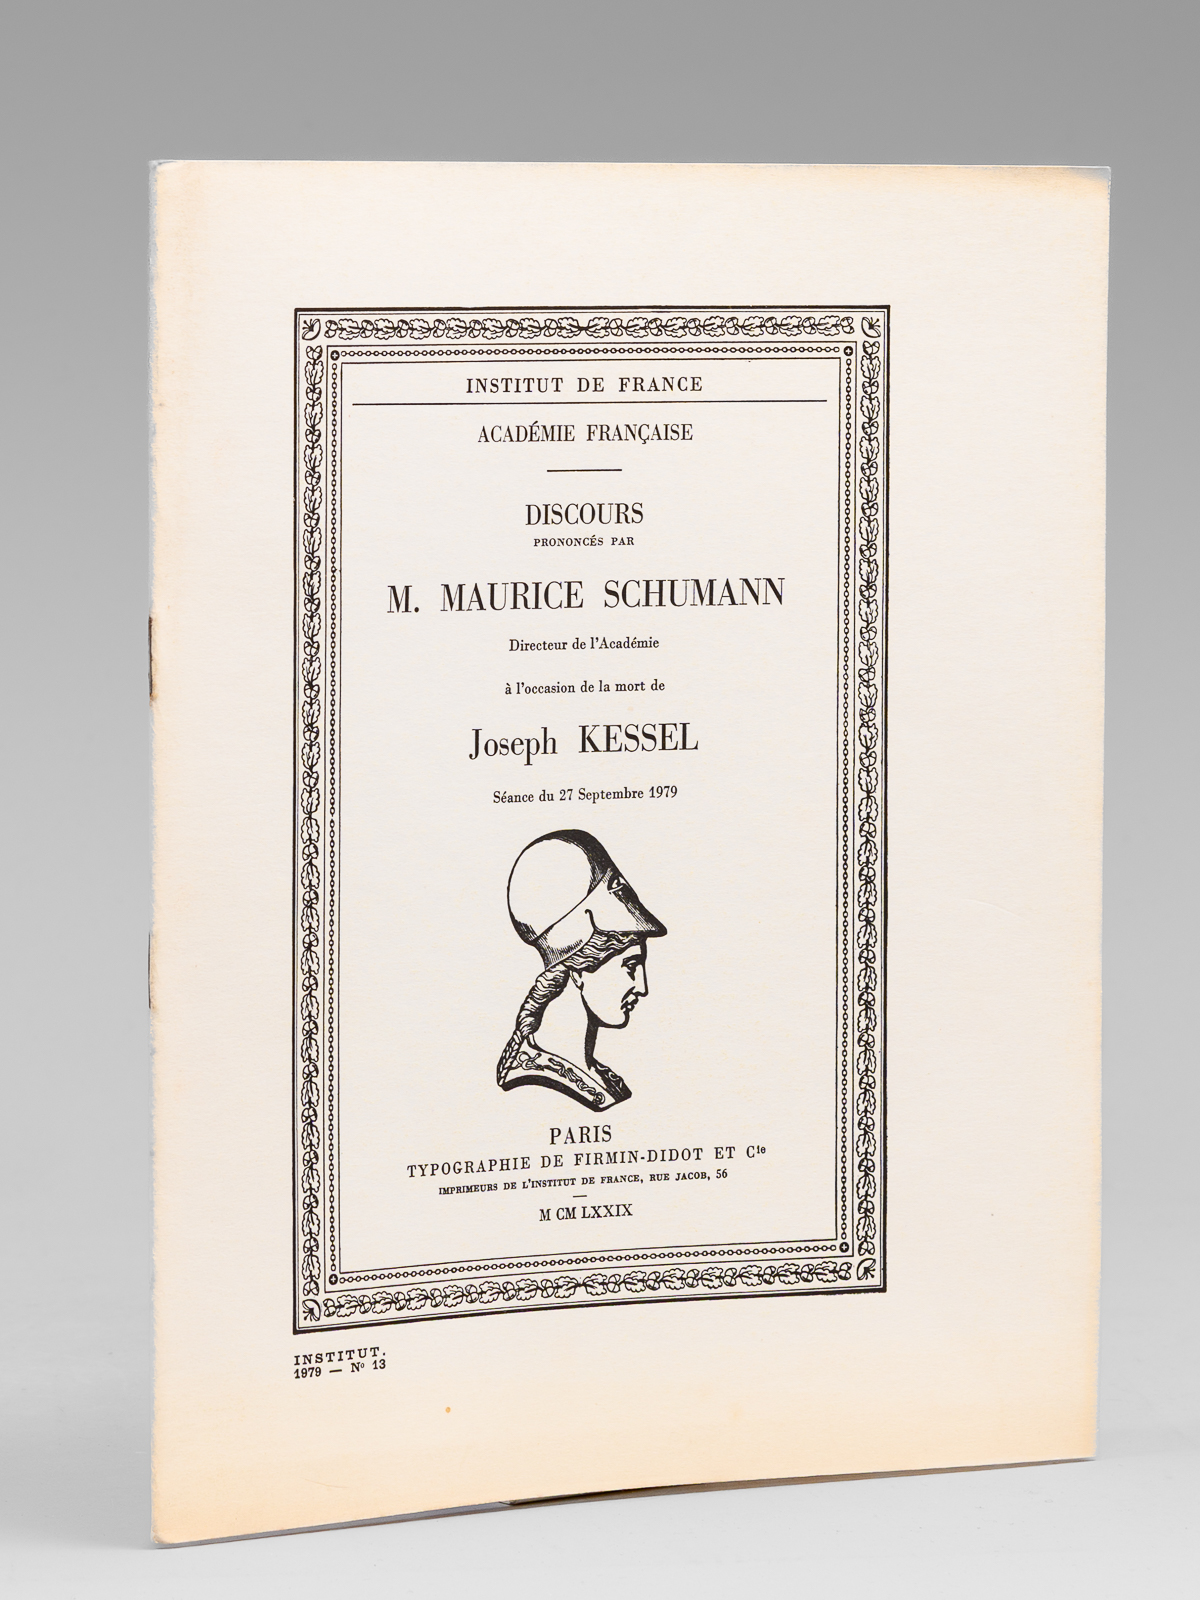 INSTITUT DE FRANCE
ACADÉMIE FRANÇAISE
DISCOURS
PRONONCÉS PAR
M. MAURICE SCHUMANN
Directeur de l'Académie
à l'occasion de la mort de
Joseph KESSEL
Séance du 27 Septembre 1979
PARIS
TYPOGRAPHIE DE FIRMIN-DIDOT ET Cie
IMPRIMEURS DE L'INSTITUT DE FRANCE, RUE JACOB, 56
M CM LXXIX
INSTITUT.
1979 — No 13